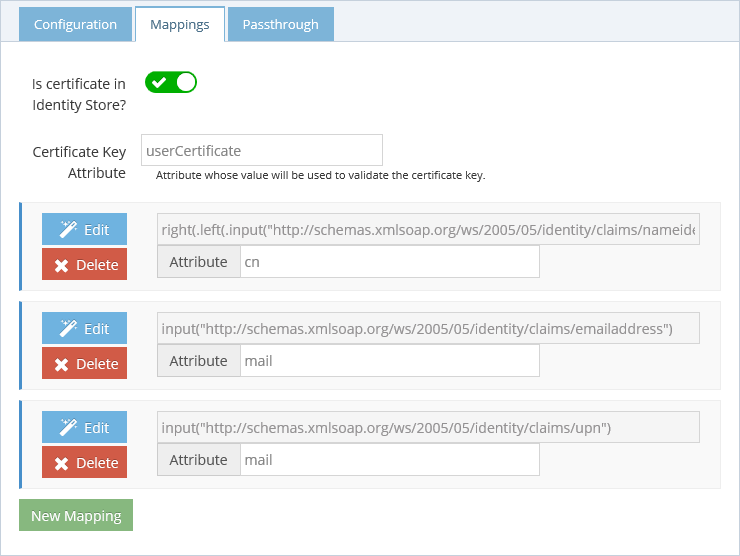 Configuration
Mappings
Passthrough
Is certificate in
Identity Store?
Certificate Key
Attribute
userCertificate
Attribute whose value will be used to validate the certificate key.
Edit
right(.left(.input("http://schemas.xmlsoap.org/ws/2005/05/identity/claims/nameide
Delete
Attribute
cn
Edit
input("http://schemas.xmlsoap.org/ws/2005/05/identity/claims/emailaddress")
Delete
Attribute
mail
Edit
input("http://schemas.xmlsoap.org/ws/2005/05/identity/claims/upn")
Delete
Attribute
mail
New Mapping